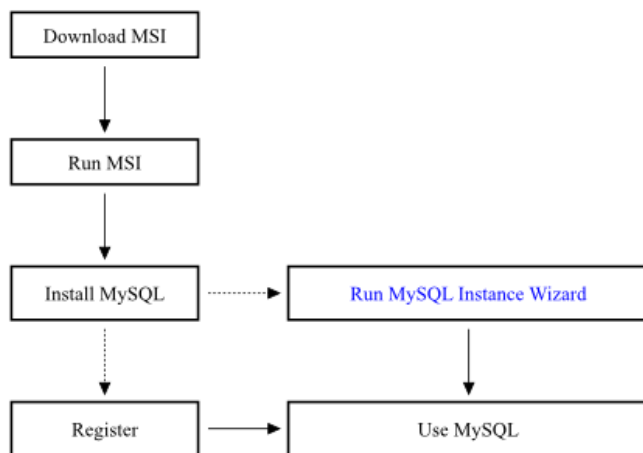 Download MSI
Run MSI
Install MySQL
Run MySQL Instance Wizard
Register
Use MySQL